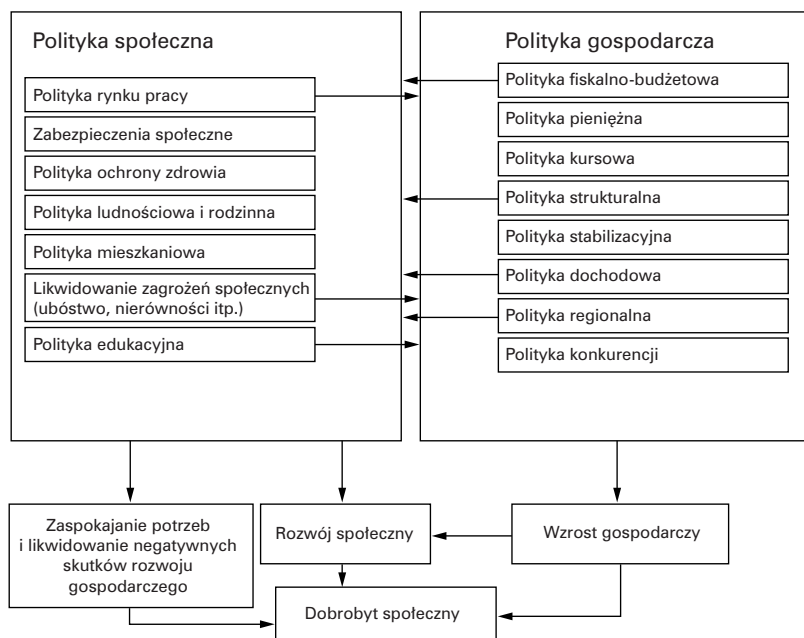 Polityka społeczna
Polityka rynku pracy
Zabezpieczenia społeczne
Polityka ochrony zdrowia
Polityka ludnościowa i rodzinna
Polityka mieszkaniowa
Likwidowanie zagrożeń społecznych
(ubóstwo, nierówności itp.)
Polityka edukacyjna
Polityka gospodarcza
Polityka fiskalno-budżetowa
Polityka pieniężna
Polityka kursowa
Polityka strukturalna
Polityka stabilizacyjna
Polityka dochodowa
Polityka regionalna
Polityka konkurencji
Zaspokajanie potrzeb
i likwidowanie negatywnych
skutków rozwoju
gospodarczego
Rozwój społeczny
Wzrost gospodarczy
Dobrobyt społeczny